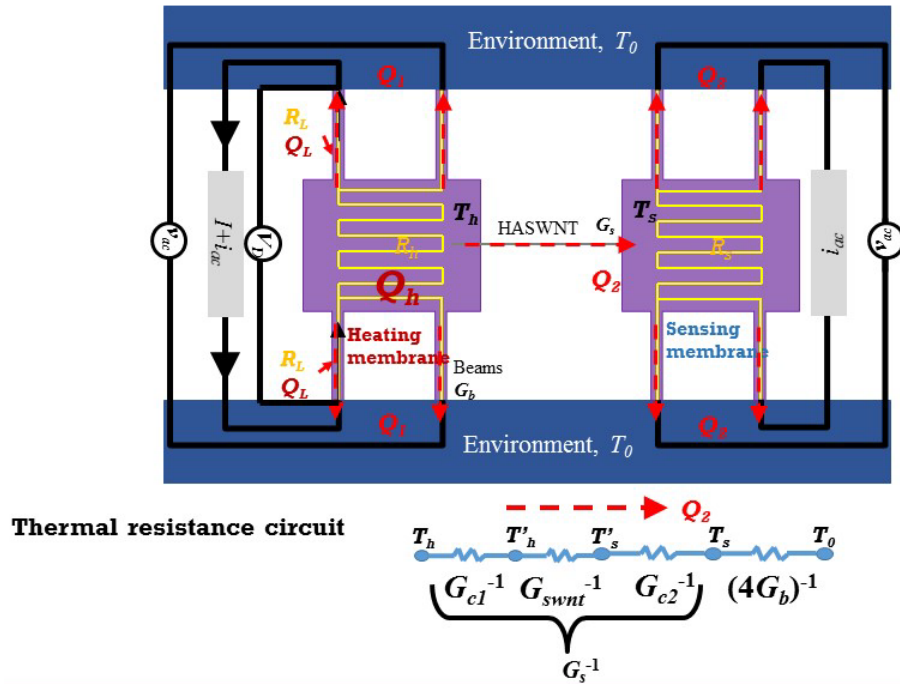 Environment, T0
Q1
Q2
RL
QL
Th
Ts
HASWNT
Gs
I+iac
vac
VD
Rh
Rs
iac
vac
Qh
Q2
Heating
membrane
Sensing
membrane
RL
QL
Beams
Gb
Q1
Q2
Environment, T0
Q2
Thermal resistance circuit
Th
T'h
T's
Ts
T0
Gc1-1
Gswnt-1
Gc2-1
(4Gb)-1
Gs-1